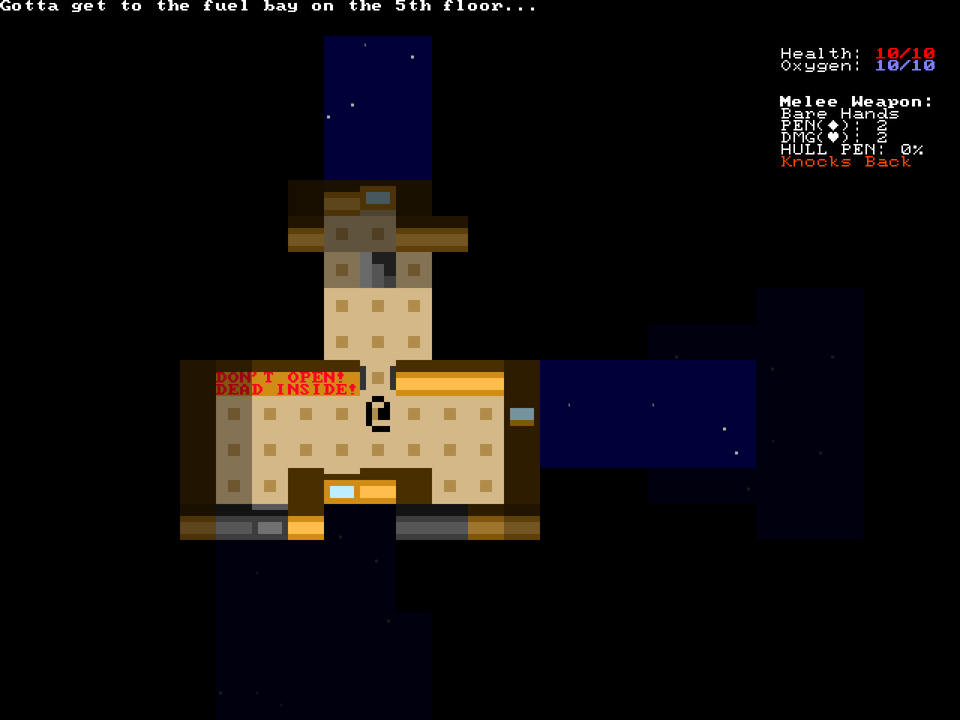 Gotta get to the fuel bay on the 5th floor...
Health: 10/10
Oxygen: 10/10
Melee Weapon:
Bare Hands
PEN(♦): 2
DMG(♥): 2
HULL PEN: 0%
Knocks Back
DON'T OPEN!
DEAD INSIDE!